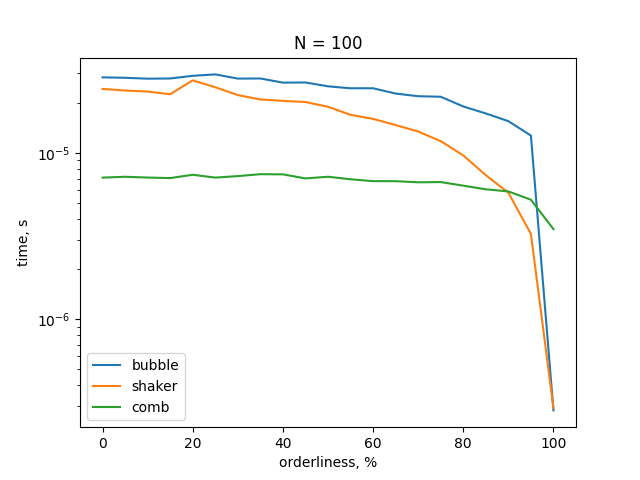 N = 100
time, s
10⁻⁵
10⁻⁶
bubble
shaker
comb
0 20 40 60 80 100
orderliness, %